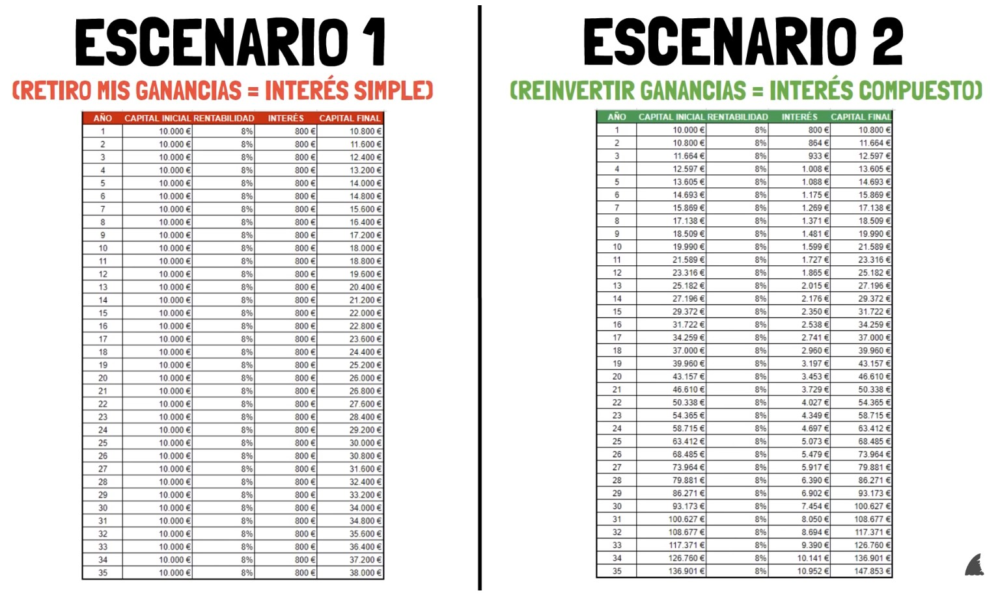 ESCENARIO 1
(RETIRO MIS GANANCIAS = INTERÉS SIMPLE)
AÑO CAPITAL INICIAL RENTABILIDAD INTERÉS CAPITAL FINAL
1 10.000 € 8% 800 € 10.800 €
2 10.000 € 8% 800 € 11.600 €
3 10.000 € 8% 800 € 12.400 €
4 10.000 € 8% 800 € 13.200 €
5 10.000 € 8% 800 € 14.000 €
6 10.000 € 8% 800 € 14.800 €
7 10.000 € 8% 800 € 15.600 €
8 10.000 € 8% 800 € 16.400 €
9 10.000 € 8% 800 € 17.200 €
10 10.000 € 8% 800 € 18.000 €
11 10.000 € 8% 800 € 18.800 €
12 10.000 € 8% 800 € 19.600 €
13 10.000 € 8% 800 € 20.400 €
14 10.000 € 8% 800 € 21.200 €
15 10.000 € 8% 800 € 22.000 €
16 10.000 € 8% 800 € 22.800 €
17 10.000 € 8% 800 € 23.600 €
18 10.000 € 8% 800 € 24.400 €
19 10.000 € 8% 800 € 25.200 €
20 10.000 € 8% 800 € 26.000 €
21 10.000 € 8% 800 € 26.800 €
22 10.000 € 8% 800 € 27.600 €
23 10.000 € 8% 800 € 28.400 €
24 10.000 € 8% 800 € 29.200 €
25 10.000 € 8% 800 € 30.000 €
26 10.000 € 8% 800 € 30.800 €
27 10.000 € 8% 800 € 31.600 €
28 10.000 € 8% 800 € 32.400 €
29 10.000 € 8% 800 € 33.200 €
30 10.000 € 8% 800 € 34.000 €
31 10.000 € 8% 800 € 34.800 €
32 10.000 € 8% 800 € 35.600 €
33 10.000 € 8% 800 € 36.400 €
34 10.000 € 8% 800 € 37.200 €
35 10.000 € 8% 800 € 38.000 €
ESCENARIO 2
(REINVERTIR GANANCIAS = INTERÉS COMPUESTO)
AÑO CAPITAL INICIAL RENTABILIDAD INTERÉS CAPITAL FINAL
1 10.000 € 8% 800 € 10.800 €
2 10.800 € 8% 864 € 11.664 €
3 11.664 € 8% 933 € 12.597 €
4 12.597 € 8% 1.008 € 13.605 €
5 13.605 € 8% 1.088 € 14.693 €
6 14.693 € 8% 1.175 € 15.869 €
7 15.869 € 8% 1.269 € 17.138 €
8 17.138 € 8% 1.371 € 18.509 €
9 18.509 € 8% 1.481 € 19.990 €
10 19.990 € 8% 1.599 € 21.589 €
11 21.589 € 8% 1.727 € 23.316 €
12 23.316 € 8% 1.865 € 25.182 €
13 25.182 € 8% 2.015 € 27.196 €
14 27.196 € 8% 2.176 € 29.372 €
15 29.372 € 8% 2.350 € 31.722 €
16 31.722 € 8% 2.538 € 34.259 €
17 34.259 € 8% 2.741 € 37.000 €
18 37.000 € 8% 2.960 € 39.960 €
19 39.960 € 8% 3.197 € 43.157 €
20 43.157 € 8% 3.453 € 46.610 €
21 46.610 € 8% 3.729 € 50.338 €
22 50.338 € 8% 4.027 € 54.365 €
23 54.365 € 8% 4.349 € 58.715 €
24 58.715 € 8% 4.697 € 63.412 €
25 63.412 € 8% 5.073 € 68.485 €
26 68.485 € 8% 5.479 € 73.964 €
27 73.964 € 8% 5.917 € 79.881 €
28 79.881 € 8% 6.390 € 86.271 €
29 86.271 € 8% 6.902 € 93.173 €
30 93.173 € 8% 7.454 € 100.627 €
31 100.627 € 8% 8.050 € 108.677 €
32 108.677 € 8% 8.694 € 117.371 €
33 117.371 € 8% 9.390 € 126.760 €
34 126.760 € 8% 10.141 € 136.901 €
35 136.901 € 8% 10.952 € 147.853 €